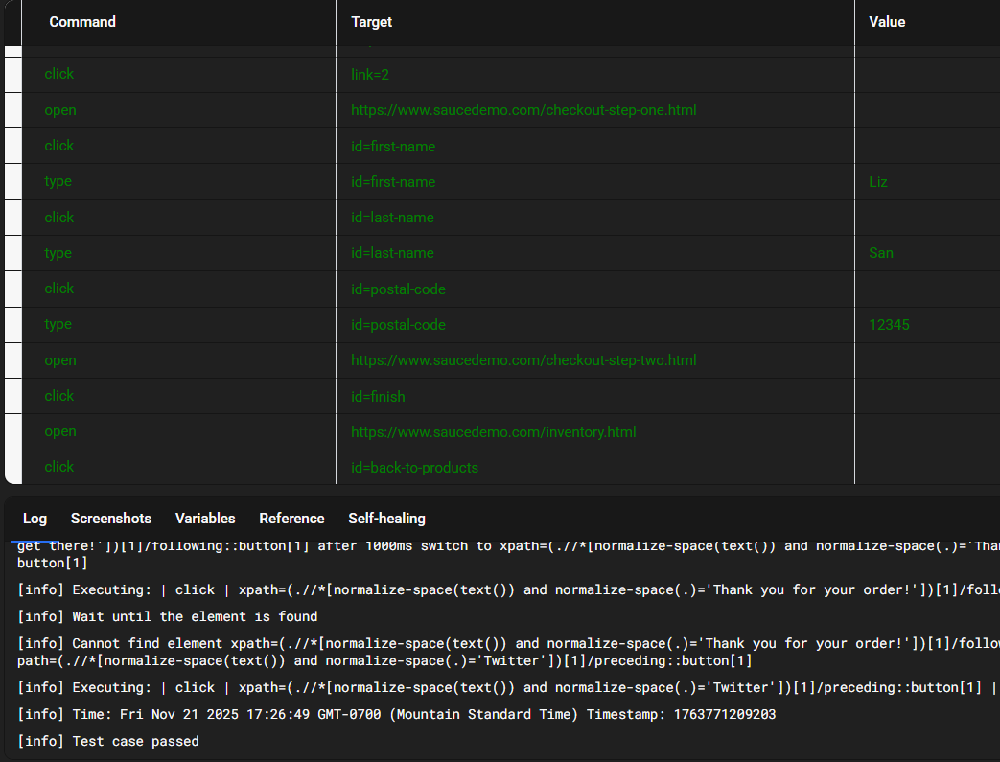 Command Target Value
click link=2
open https://www.saucedemo.com/checkout-step-one.html
click id=first-name
type id=first-name Liz
click id=last-name
type id=last-name San
click id=postal-code
type id=postal-code 12345
open https://www.saucedemo.com/checkout-step-two.html
click id=finish
open https://www.saucedemo.com/inventory.html
click id=back-to-products
Log Screenshots Variables Reference Self-healing
get there!'])[1]/following::button[1] after 1000ms switch to xpath=(.//*[normalize-space(text()) and normalize-space(.)='Than
button[1]
[info] Executing: | click | xpath=(.//*[normalize-space(text()) and normalize-space(.)='Thank you for your order!'])[1]/follo
[info] Wait until the element is found
[info] Cannot find element xpath=(.//*[normalize-space(text()) and normalize-space(.)='Thank you for your order!'])[1]/follow
path=(.//*[normalize-space(text()) and normalize-space(.)='Twitter'])[1]/preceding::button[1]
[info] Executing: | click | xpath=(.//*[normalize-space(text()) and normalize-space(.)='Twitter'])[1]/preceding::button[1] |
[info] Time: Fri Nov 21 2025 17:26:49 GMT-0700 (Mountain Standard Time) Timestamp: 1763771209203
[info] Test case passed